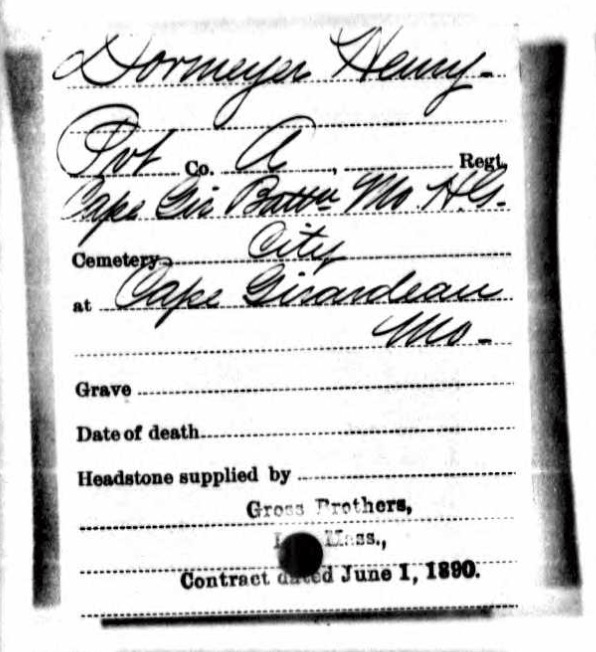 Dormeyer Henry-
Pvt Co. A, Regt.
Cape Gir Battn Mo H.G.
Cemetery, City
at Cape Girardeau
Mo-
Grave
Date of death
Headstone supplied by
Gross Brothers,
Mass.,
Contract dated June 1, 1890.